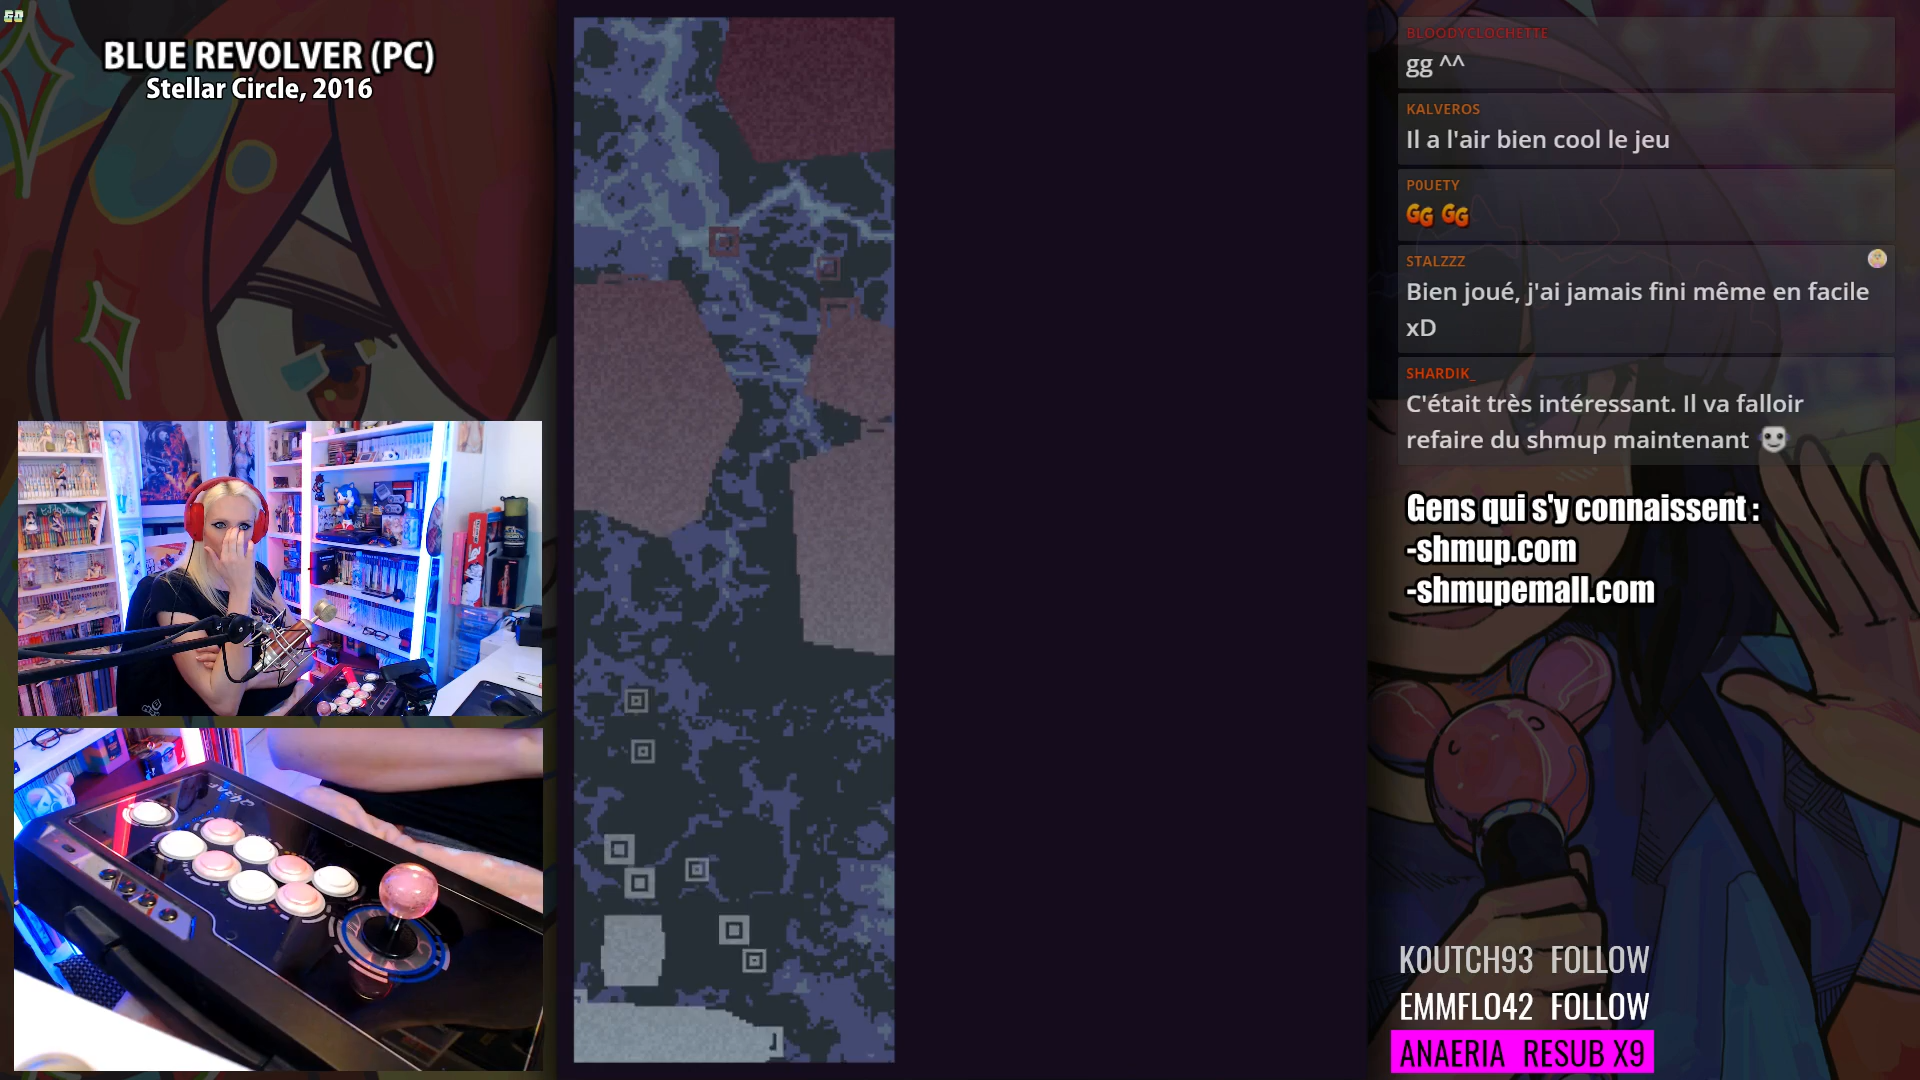 BLUE REVOLVER (PC)
Stellar Circle, 2016
BLOODYCLOCHETTE
gg ^^
KALVEROS
Il a l'air bien cool le jeu
P0UETY
GG GG
STALZZZ
Bien joué, j'ai jamais fini même en facile
xD
SHARDIK_
C'était très intéressant. Il va falloir
refaire du shmup maintenant
Gens qui s'y connaissent :
-shmup.com
-shmupemall.com
KOUTCH93 FOLLOW
EMMFLO42 FOLLOW
ANAERIA RESUB X9